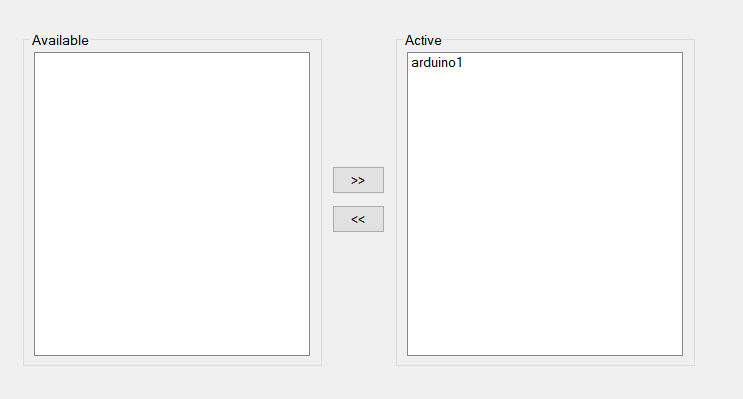 Available
Active
arduino1
>>
<<